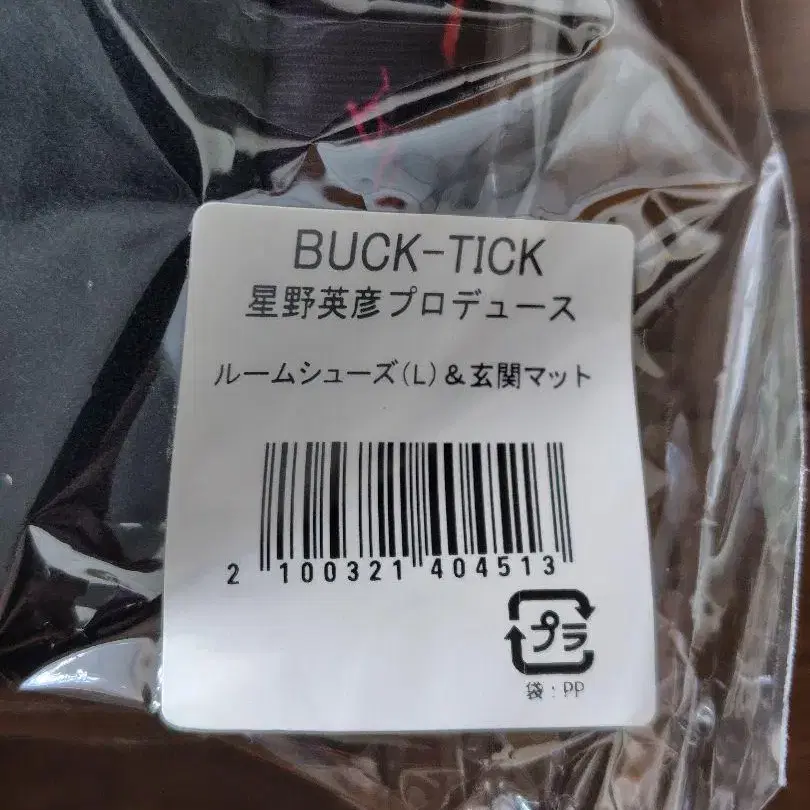 BUCK-TICK
星野英彦プロデュース
ルームシューズ(L)&玄関マット
2 100321 404513
プラ
袋:PP